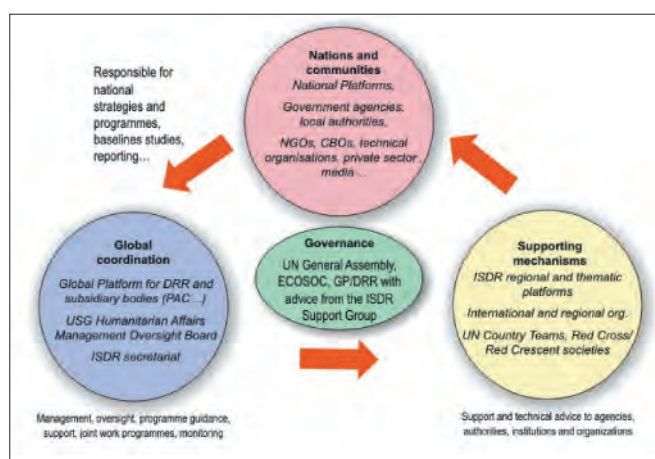 Responsible for
national
strategies and
programmes,
baselines studies,
reporting...
Nations and
communities
National Platforms,
Government agencies,
local authorities,
NGOs, CBOs, technical
organisations, private sector
media ...
Global
coordination
Global Platform for DRR and
subsidiary bodies (PAC ...)
USG Humanitarian Affairs
Management Oversight Board
ISDR secretariat
Governance
UN General Assembly,
ECOSOC, GP/DRR with
advice from the ISDR
Support Group
Supporting
mechanisms
ISDR regional and thematic
platforms
International and regional org.
UN Country Teams, Red Cross/
Red Crescent societies
Management, oversight, programme guidance,
support, joint work programmes, monitoring
Support and technical advice to agencies,
authorities, institutions and organizations